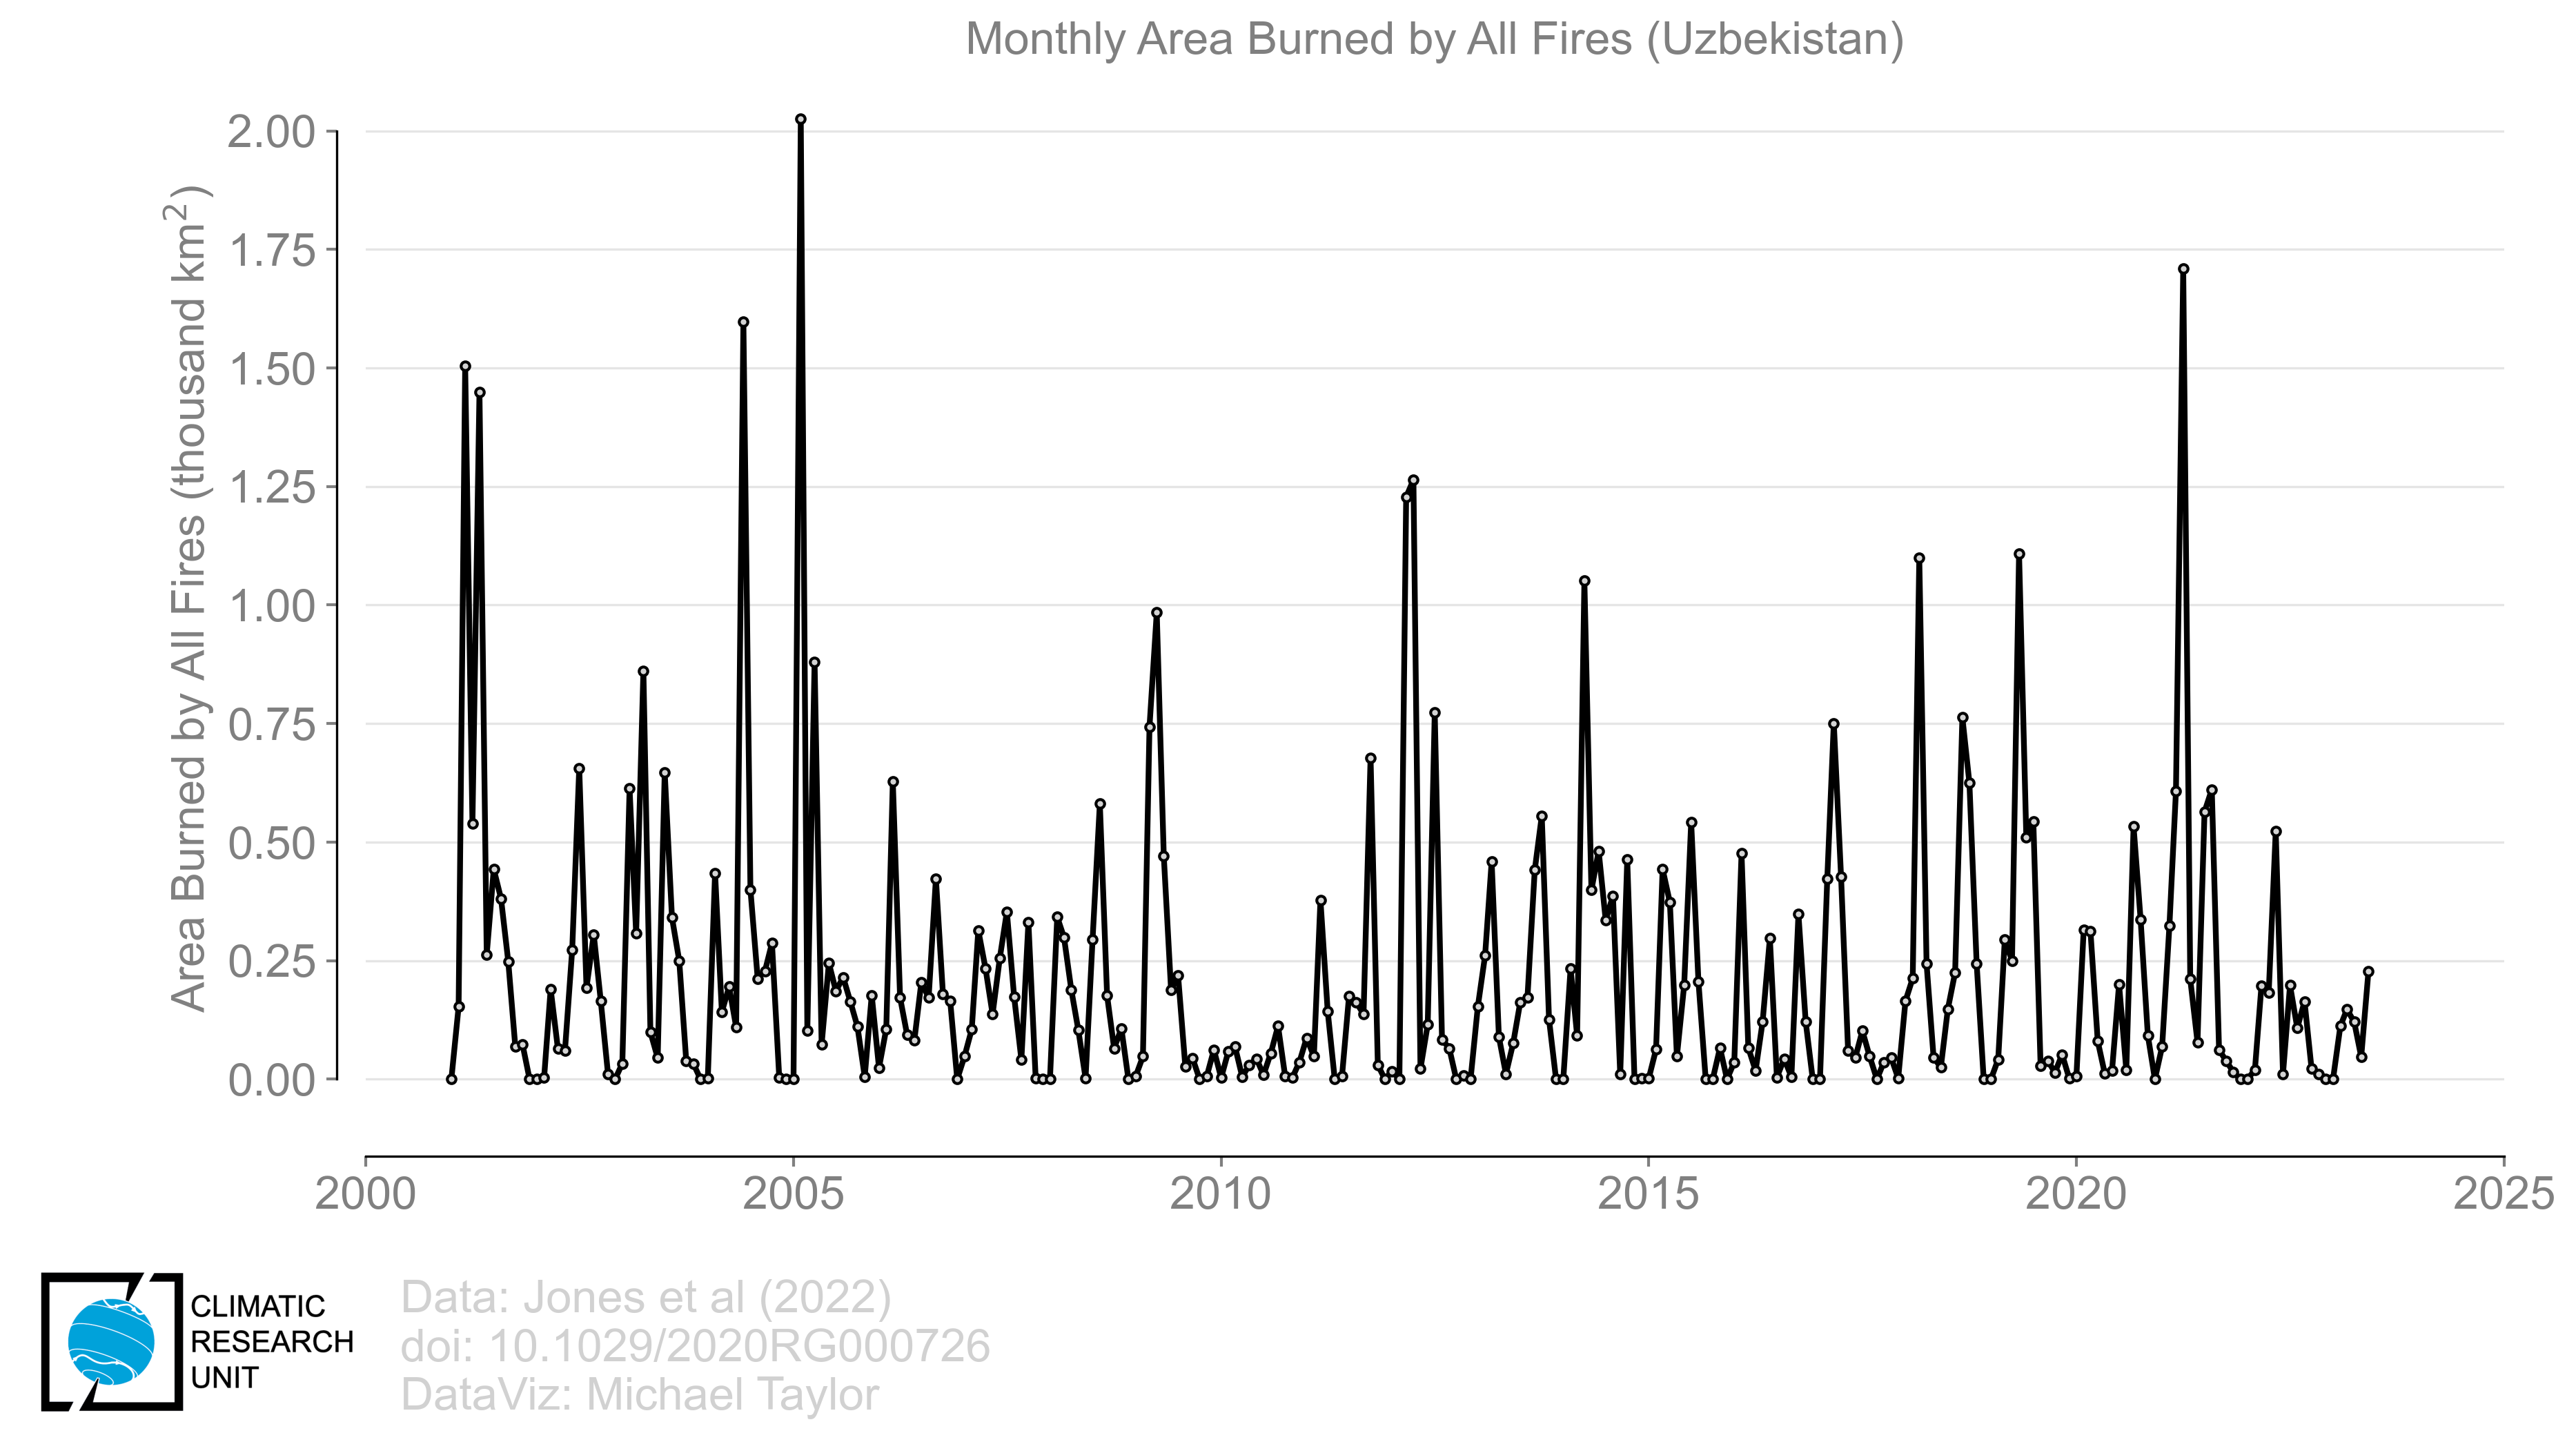 Monthly Area Burned by All Fires (Uzbekistan)
Area Burned by All Fires (thousand km²)
2.00
1.75
1.50
1.25
1.00
0.75
0.50
0.25
0.00
2000
2005
2010
2015
2020
2025
CLIMATIC
RESEARCH
UNIT
Data: Jones et al (2022)
doi: 10.1029/2020RG000726
DataViz: Michael Taylor